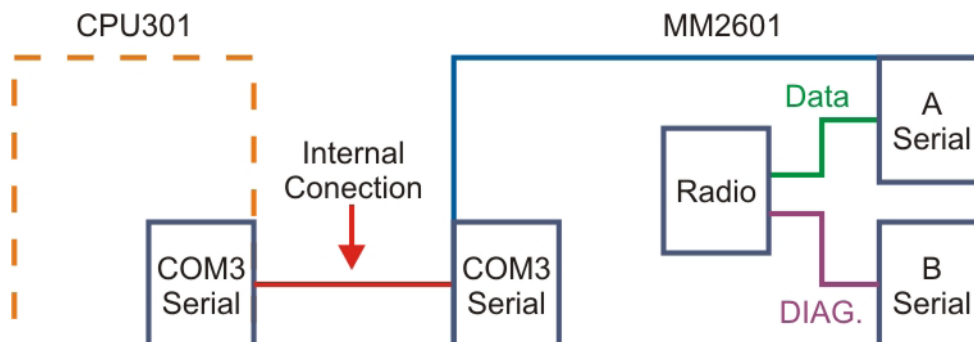 CPU301
MM2601
Data
A
Serial
Internal
Conection
Radio
COM3
Serial
COM3
Serial
B
Serial
DIAG.